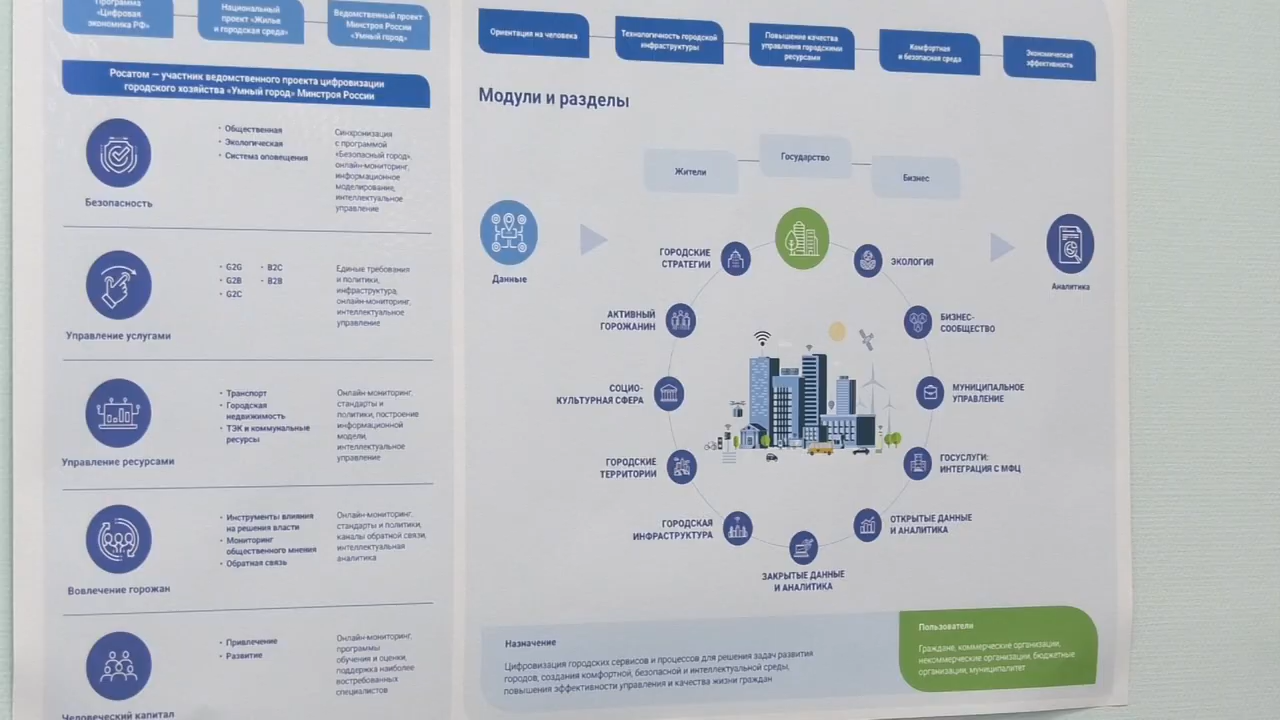 Программа
«Цифровая
экономика РФ»
Национальный
проект «Жилье
и городская среда»
Ведомственный проект
Минстроя России
«Умный город»
Росатом — участник ведомственного проекта цифровизации
городского хозяйства «Умный город» Минстроя России
Безопасность
• Общественная
• Экологическая
• Система оповещения
Синхронизация
с программой
«Безопасный город»,
онлайн-мониторинг,
информационное
моделирование,
интеллектуальное
управление
Управление услугами
• G2G
• G2B
• G2C
• B2C
• B2B
Единые требования
и политики,
инфраструктура,
онлайн-мониторинг,
интеллектуальное
управление
Управление ресурсами
• Транспорт
• Городская
недвижимость
• ТЭК и коммунальные
ресурсы
Онлайн мониторинг,
стандарты и
политики, построение
информационной
модели,
интеллектуальное
управление
Вовлечение горожан
• Инструменты влияния
на решения власти
• Мониторинг
общественного мнения
• Обратная связь
Онлайн-мониторинг,
стандарты и политики,
каналы обратной связи,
интеллектуальная
аналитика
Человеческий капитал
• Привлечение
• Развитие
Онлайн-мониторинг,
программы
обучения и оценки,
поддержка наиболее
востребованных
специалистов
Ориентация на человека
Технологичность городской
инфраструктуры
Повышение качества
управления городскими
ресурсами
Комфортная
и безопасная среда
Экономическая
эффективность
Модули и разделы
Жители
Государство
Бизнес
Данные
Аналитика
ГОРОДСКИЕ
СТРАТЕГИИ
ЭКОЛОГИЯ
АКТИВНЫЙ
ГОРОЖАНИН
БИЗНЕС-
СООБЩЕСТВО
СОЦИО-
КУЛЬТУРНАЯ СФЕРА
МУНИЦИПАЛЬНОЕ
УПРАВЛЕНИЕ
ГОРОДСКИЕ
ТЕРРИТОРИИ
ГОСУСЛУГИ:
ИНТЕГРАЦИЯ С МФЦ
ГОРОДСКАЯ
ИНФРАСТРУКТУРА
ОТКРЫТЫЕ ДАННЫЕ
И АНАЛИТИКА
ЗАКРЫТЫЕ ДАННЫЕ
И АНАЛИТИКА
Назначение
Цифровизация городских сервисов и процессов для решения задач развития
городов, создания комфортной, безопасной и интеллектуальной среды,
повышения эффективности управления и качества жизни граждан
Пользователи
Граждане, коммерческие организации,
некоммерческие организации, бюджетные
организации, муниципалитет